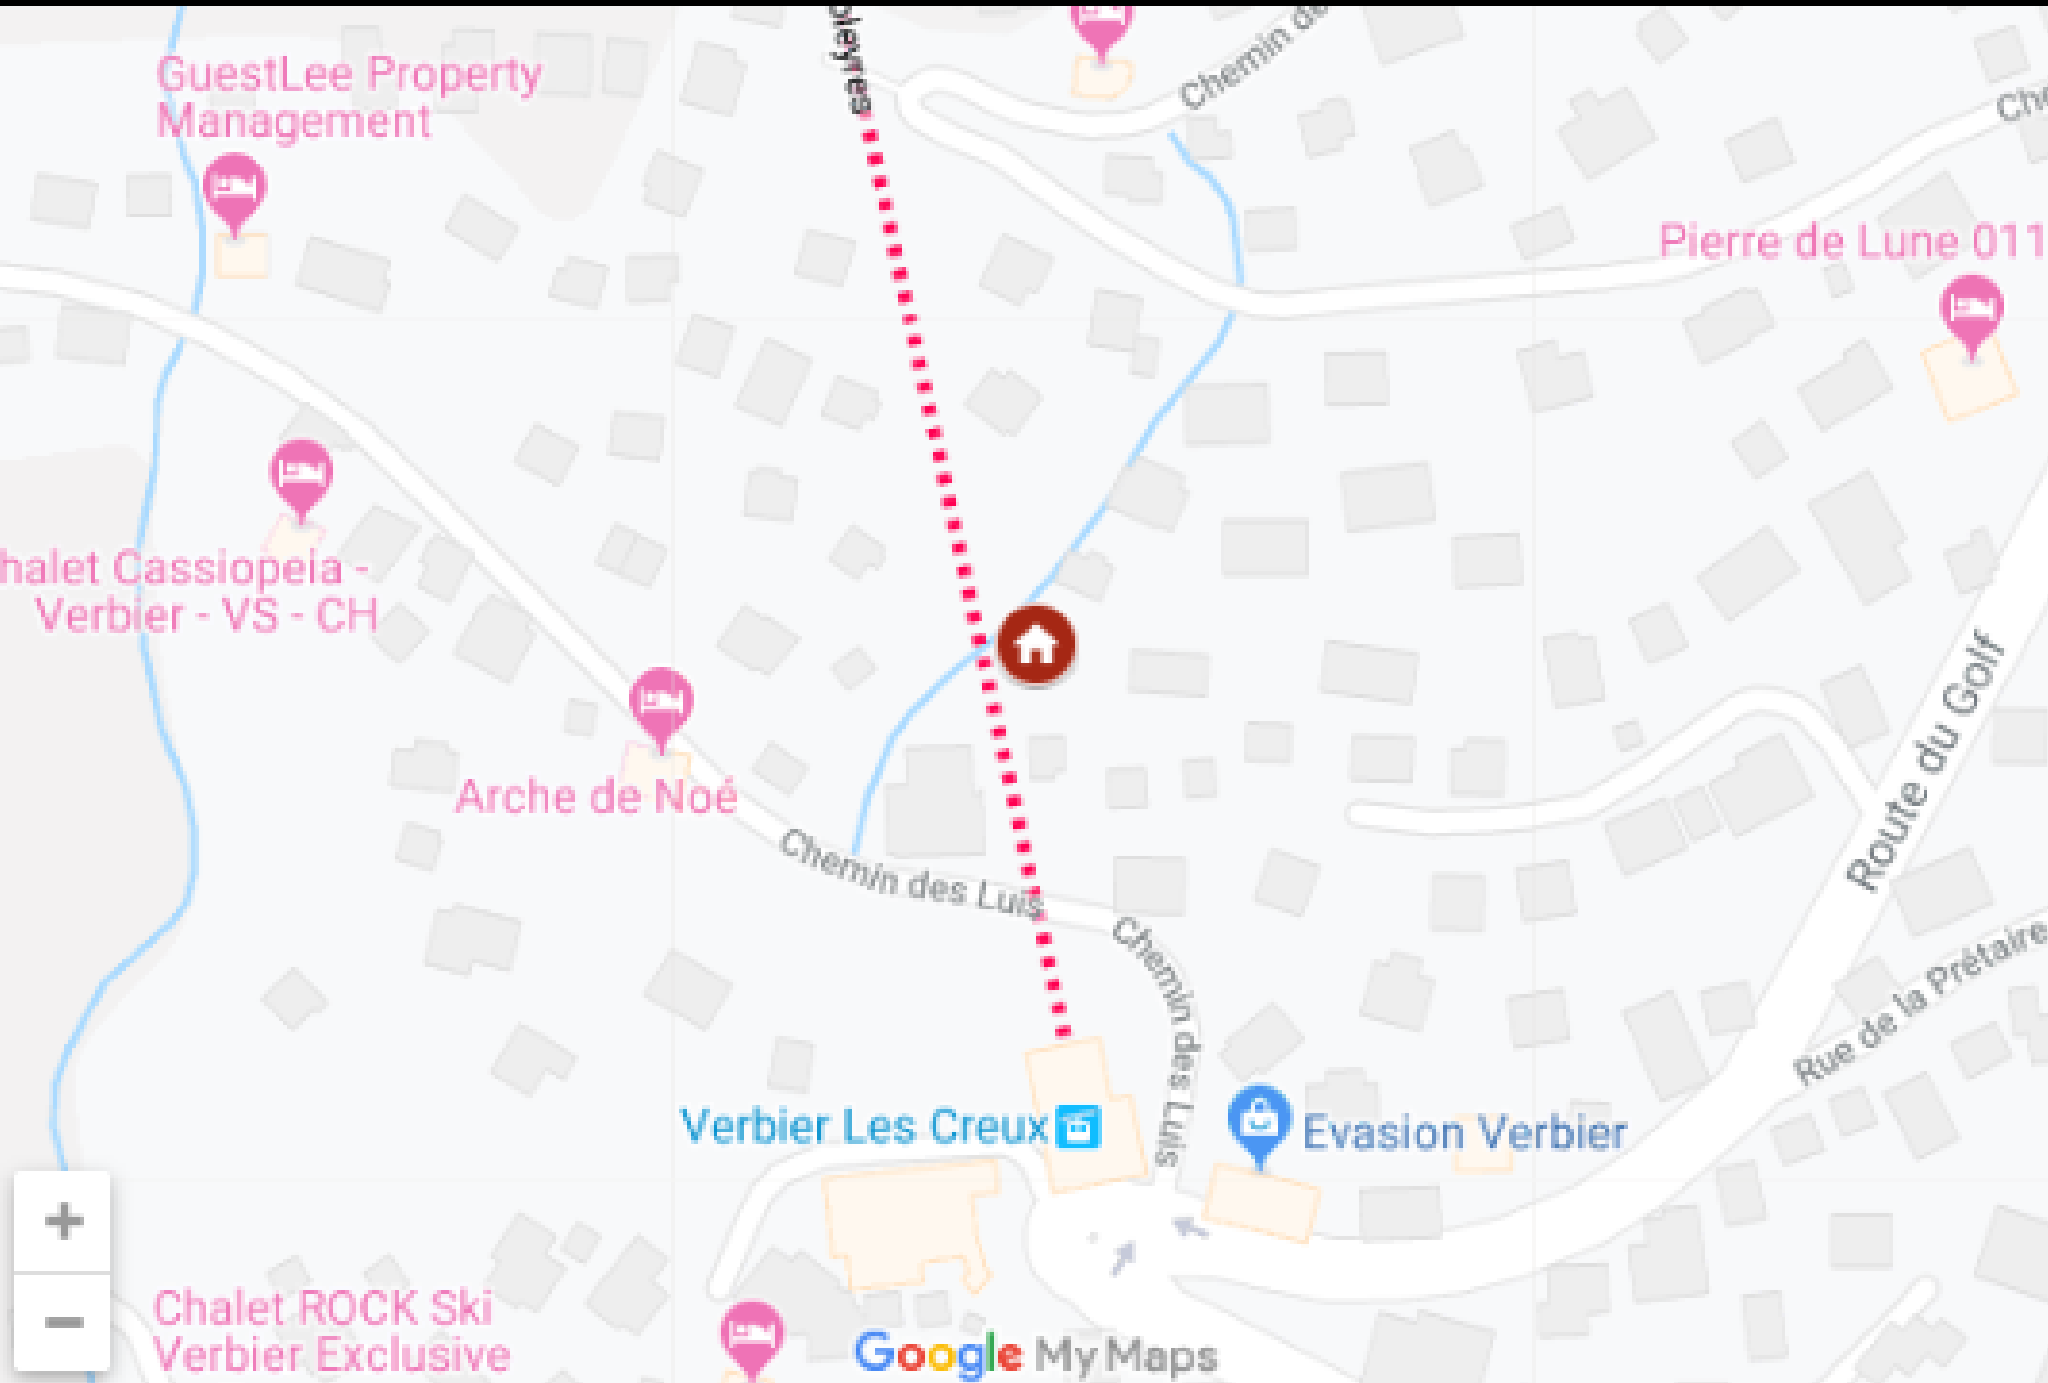 Chemin de
GuestLee Property
Management
Pierre de Lune 011
Chalet Cassiopeia -
Verbier - VS - CH
Route du Golf
Arche de Noé
Chemin des Luis
Chemin des Luis
Rue de la Prétaire
Verbier Les Creux
Evasion Verbier
+
−
Chalet ROCK Ski
Verbier Exclusive
Google My Maps